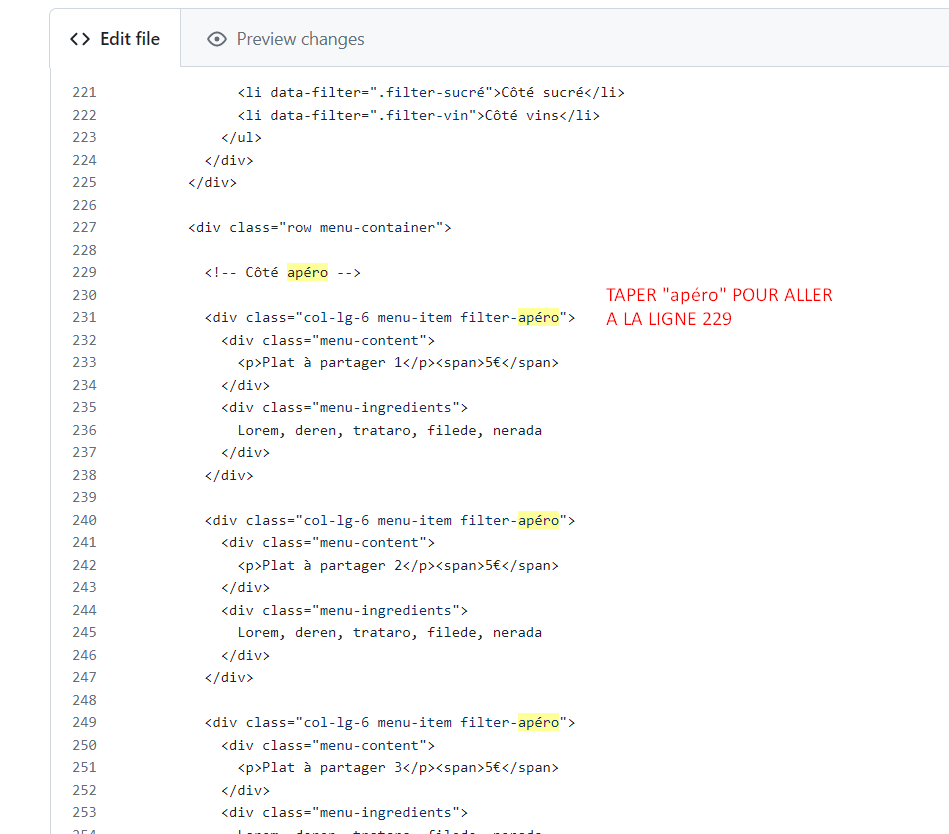 Edit file Preview changes
221 <li data-filter=".filter-sucré">Côté sucré</li>
222 <li data-filter=".filter-vin">Côté vins</li>
223 </ul>
224 </div>
225 </div>
226
227 <div class="row menu-container">
228
229 <!-- Côté apéro -->
230
TAPER "apéro" POUR ALLER
A LA LIGNE 229
231 <div class="col-lg-6 menu-item filter-apéro">
232 <div class="menu-content">
233 <p>Plat à partager 1</p><span>5€</span>
234 </div>
235 <div class="menu-ingredients">
236 Lorem, deren, trataro, filede, nerada
237 </div>
238 </div>
239
240 <div class="col-lg-6 menu-item filter-apéro">
241 <div class="menu-content">
242 <p>Plat à partager 2</p><span>5€</span>
243 </div>
244 <div class="menu-ingredients">
245 Lorem, deren, trataro, filede, nerada
246 </div>
247 </div>
248
249 <div class="col-lg-6 menu-item filter-apéro">
250 <div class="menu-content">
251 <p>Plat à partager 3</p><span>5€</span>
252 </div>
253 <div class="menu-ingredients">
254 Lorem, deren, trataro, filede, nerada